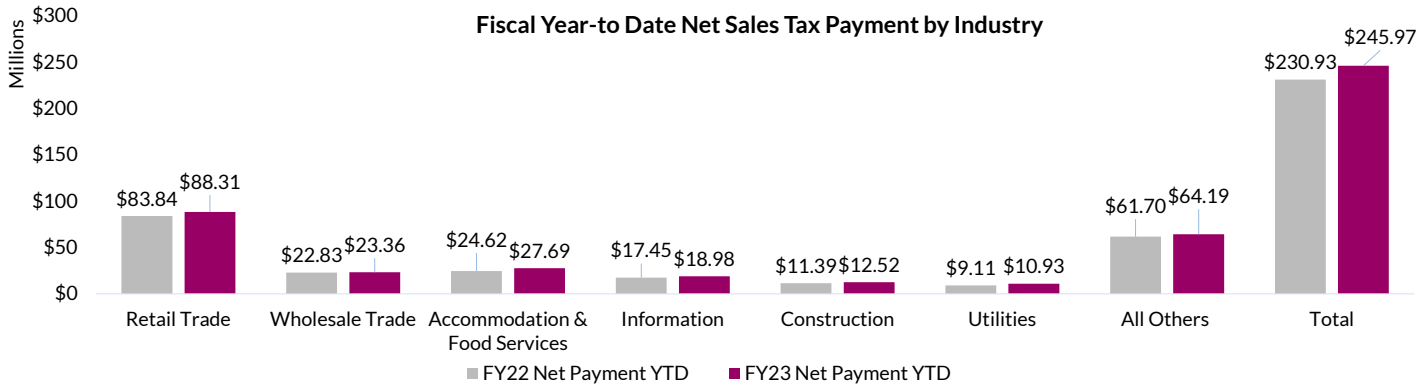 Fiscal Year-to Date Net Sales Tax Payment by Industry
Millions
$300
$250
$200
$150
$100
$50
$0
$83.84
$88.31
$22.83
$23.36
$24.62
$27.69
$17.45
$18.98
$11.39
$12.52
$9.11
$10.93
$61.70
$64.19
$230.93
$245.97
Retail Trade
Wholesale Trade
Accommodation &
Food Services
Information
Construction
Utilities
All Others
Total
FY22 Net Payment YTD
FY23 Net Payment YTD